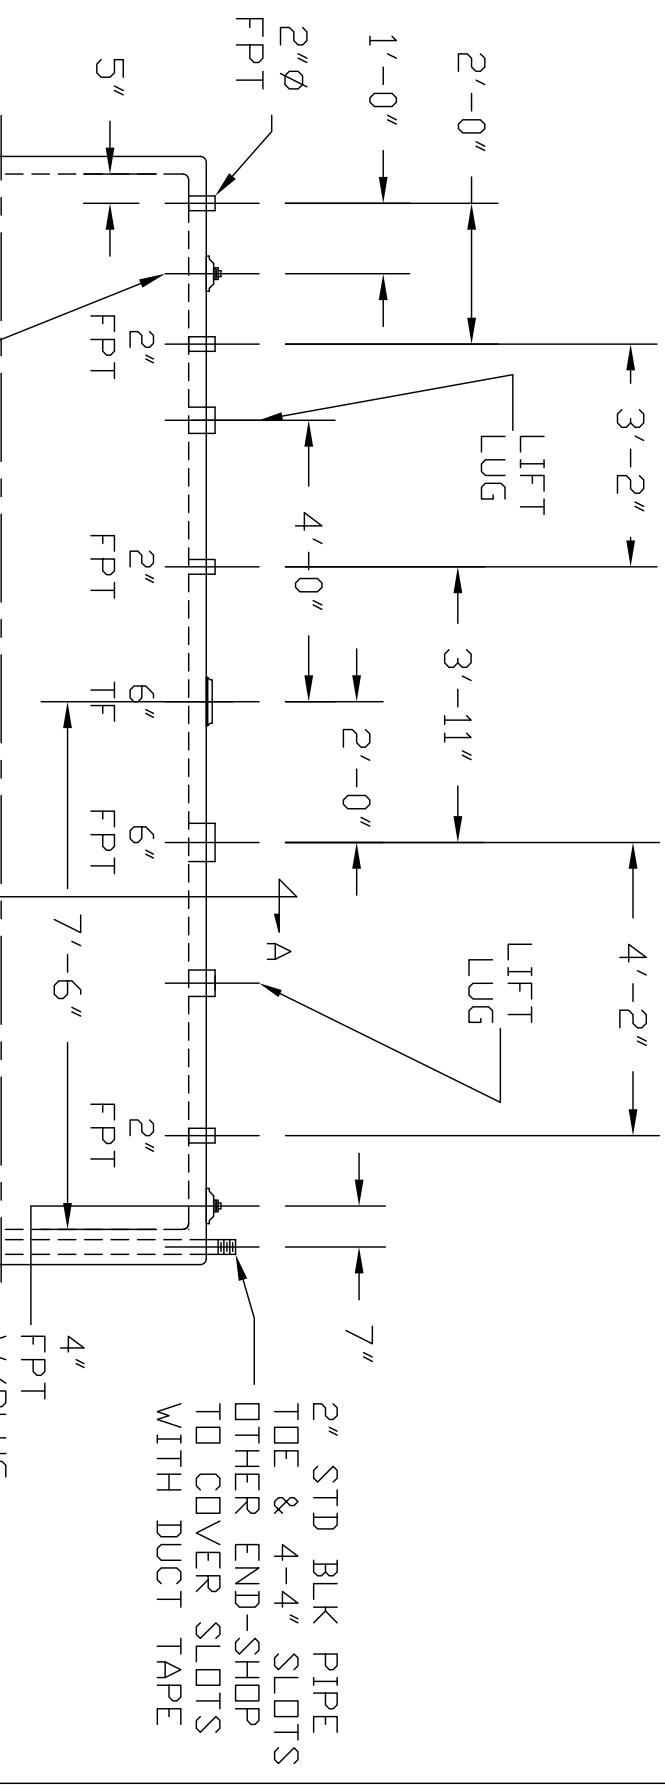 2"Ø
FPT
5"
1'-0"
2'-0"
2"
FPT
3'-2"
LIFT
LUG
4'-0"
2"
FPT
3'-11"
6"
TF
2'-0"
6"
FPT
A
7'-6"
4'-2"
LIFT
LUG
2"
FPT
7"
4"
FPT
2" STD BLK PIPE
TOE & 4-4" SLOTS
OTHER END-SHOP
TO COVER SLOTS
WITH DUCT TAPE